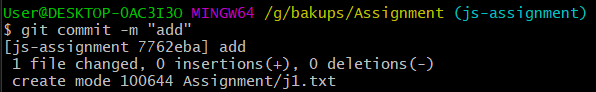 User@DESKTOP-OAC3I3O MINGW64 /g/bakups/Assignment (js-assignment)
$ git commit -m "add"
[js-assignment 7762eba] add
 1 file changed, 0 insertions(+), 0 deletions(-)
 create mode 100644 Assignment/j1.txt